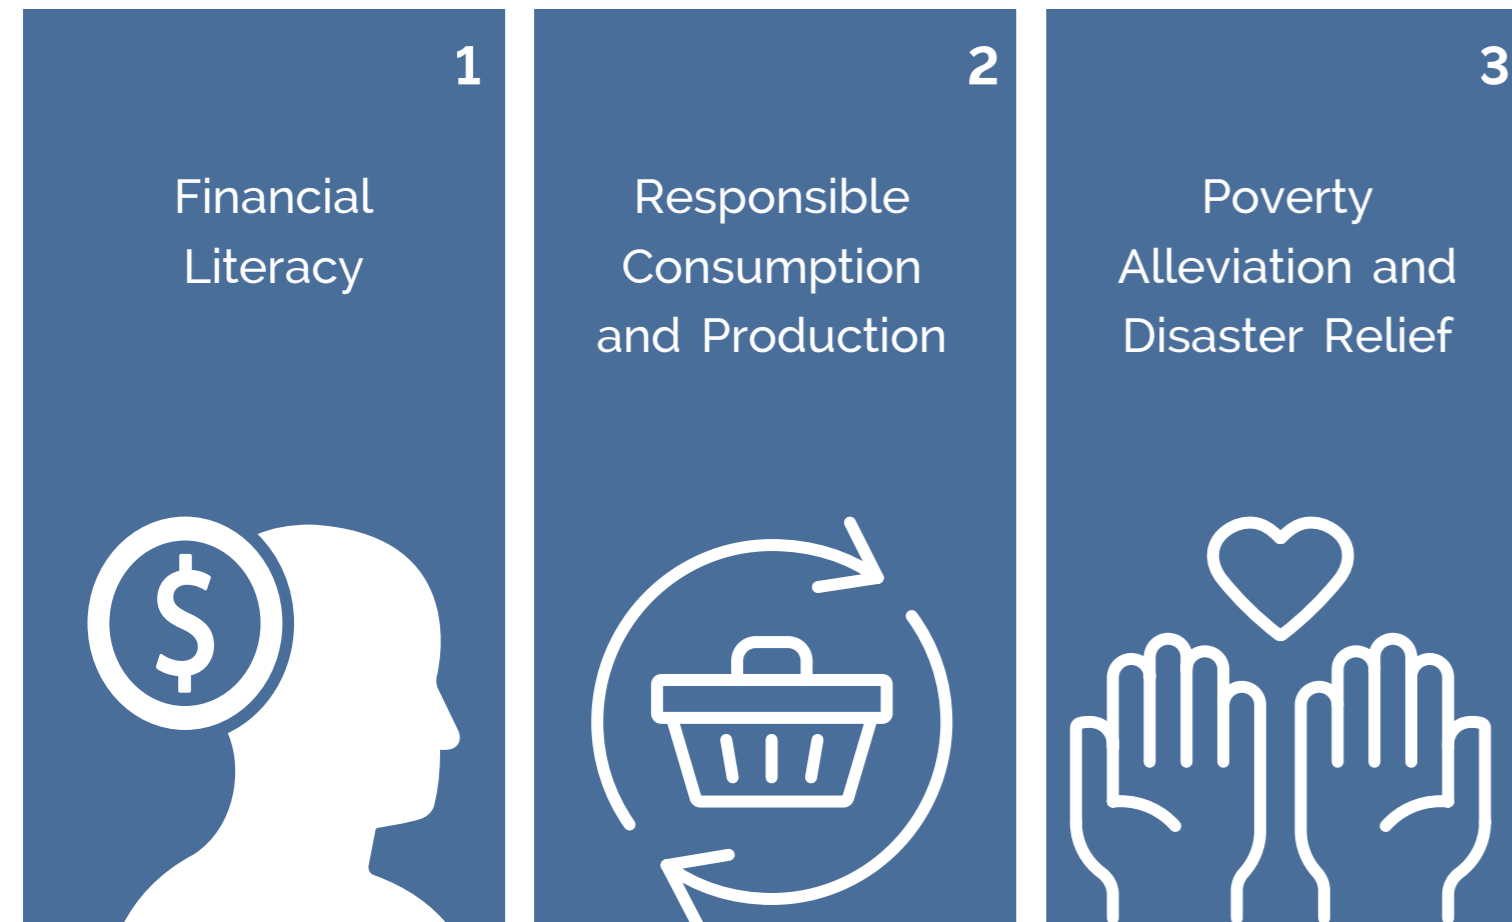 1
Financial
Literacy
$
2
Responsible
Consumption
and Production
3
Poverty
Alleviation and
Disaster Relief